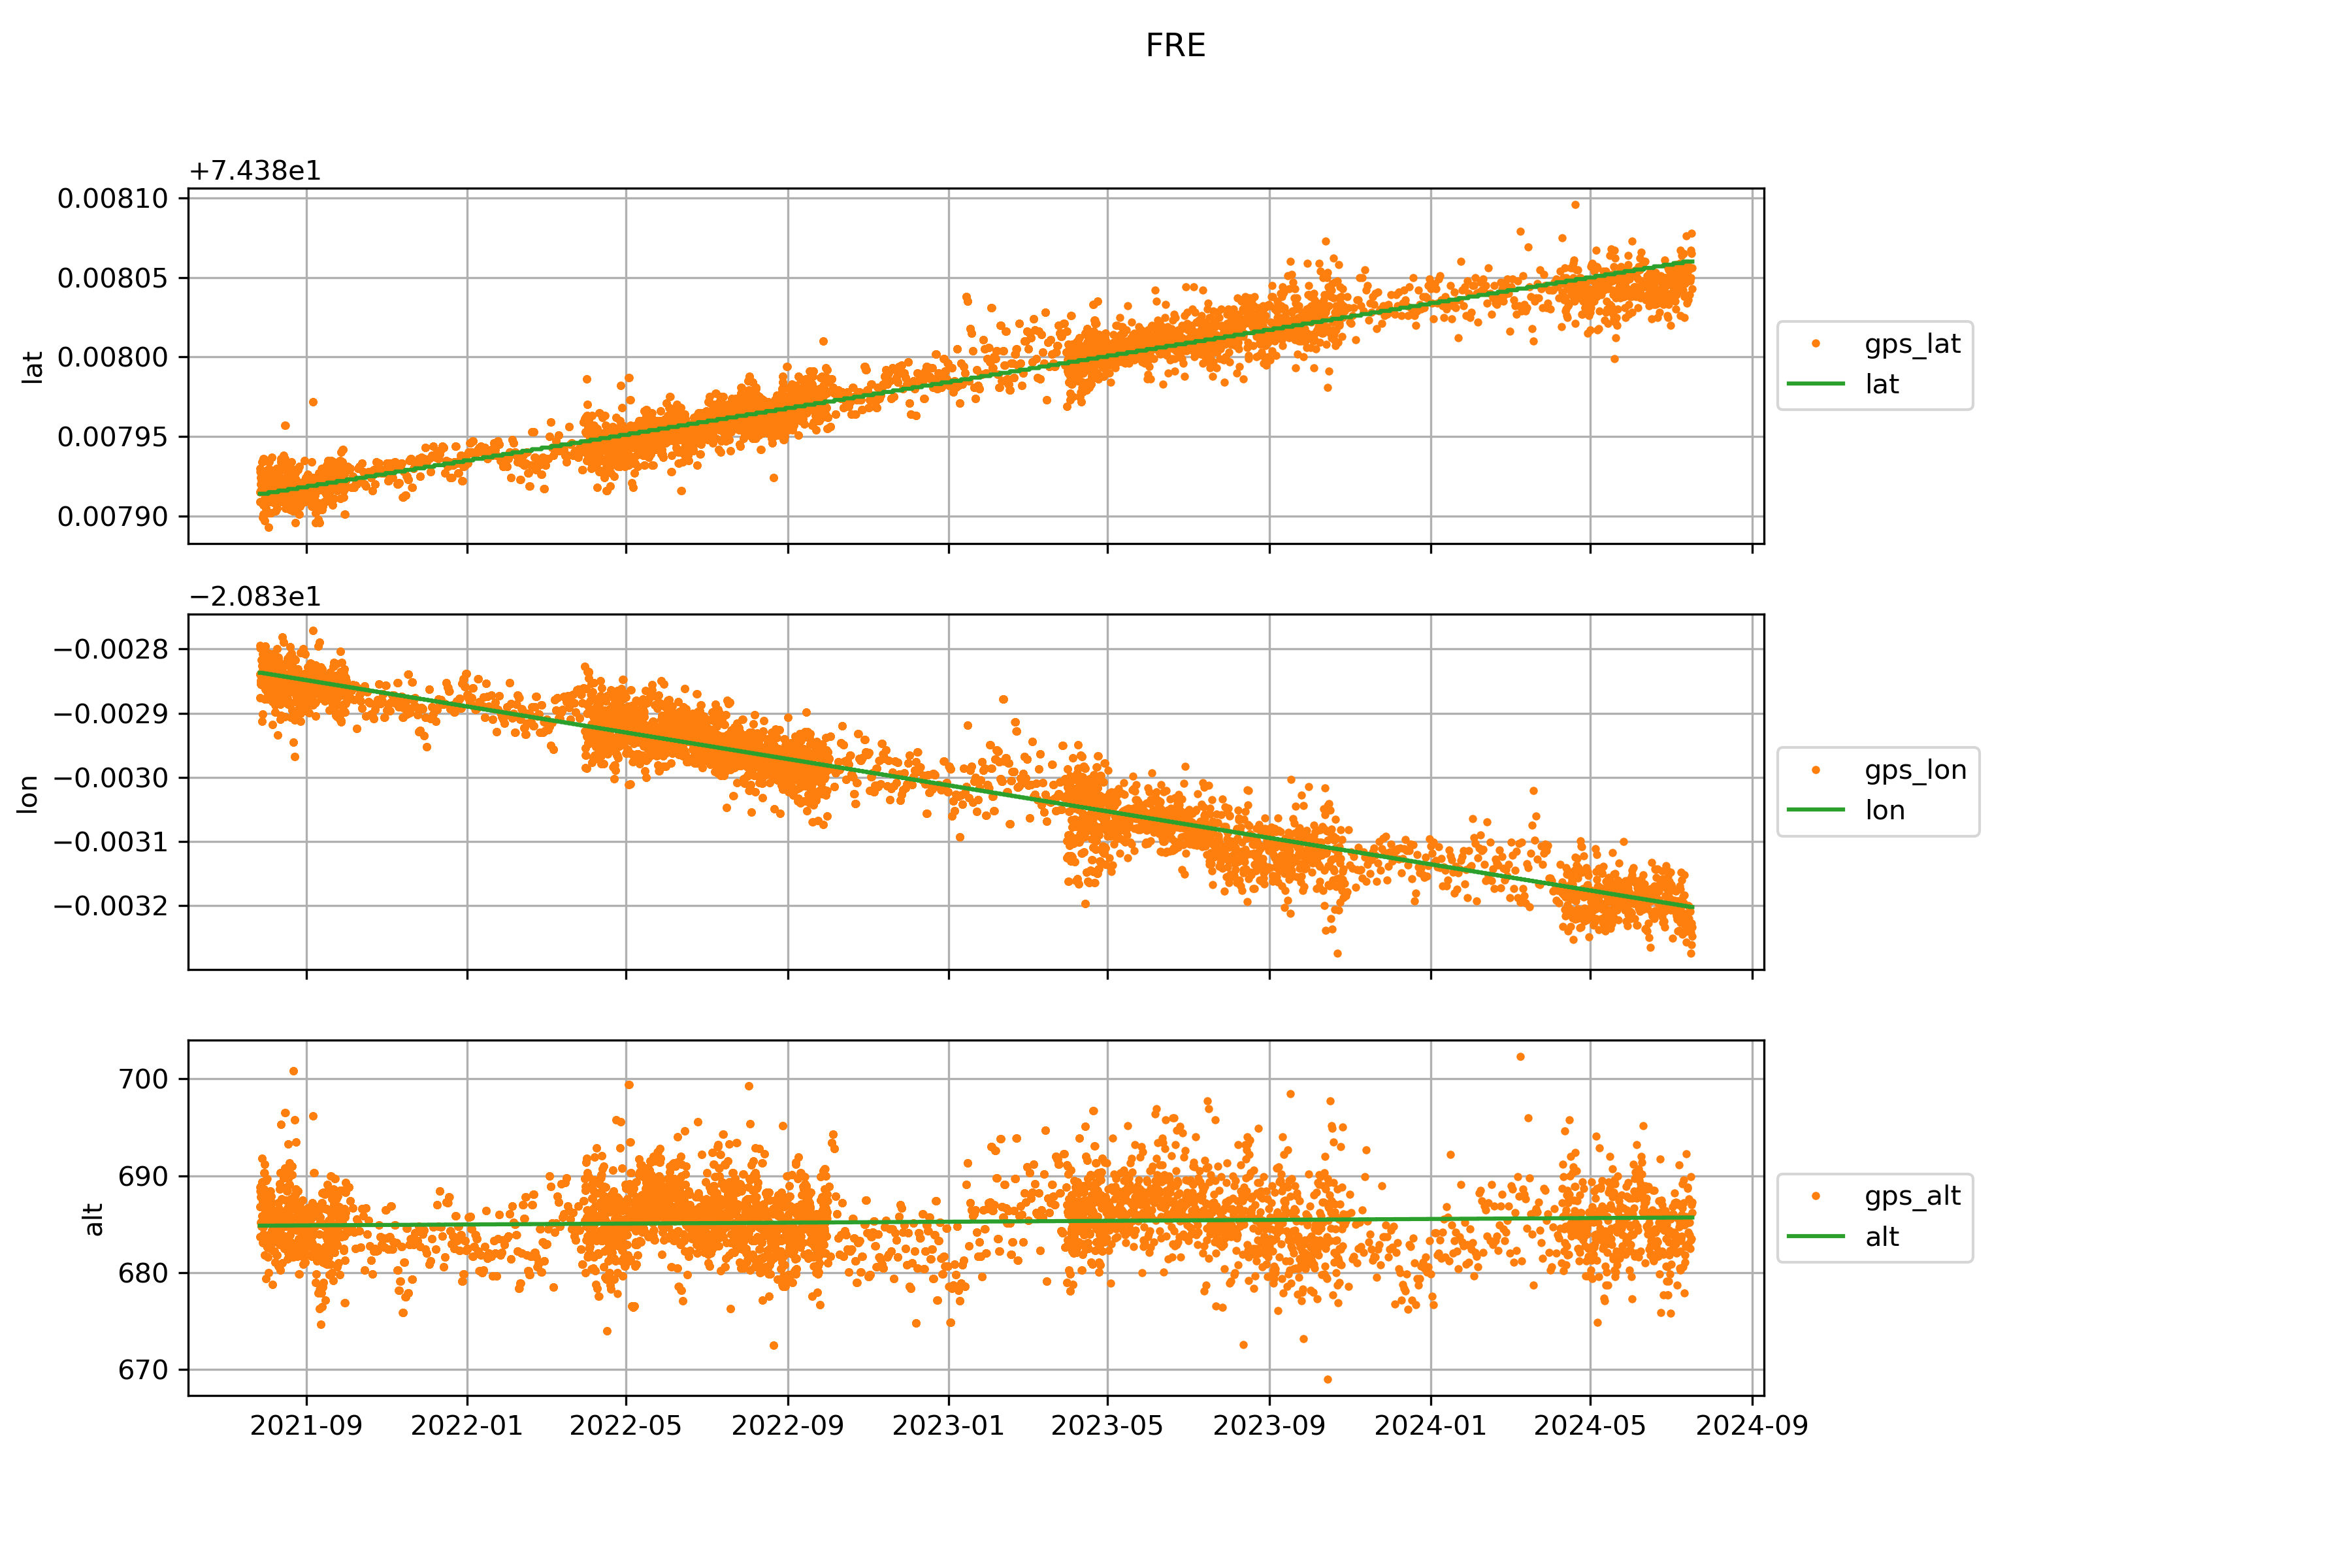 FRE
+7.438e1
0.00810
0.00805
0.00800
0.00795
0.00790
lat
gps_lat
lat
−2.083e1
−0.0028
−0.0029
−0.0030
−0.0031
−0.0032
lon
gps_lon
lon
700
690
680
670
alt
gps_alt
alt
2021-09 2022-01 2022-05 2022-09 2023-01 2023-05 2023-09 2024-01 2024-05 2024-09